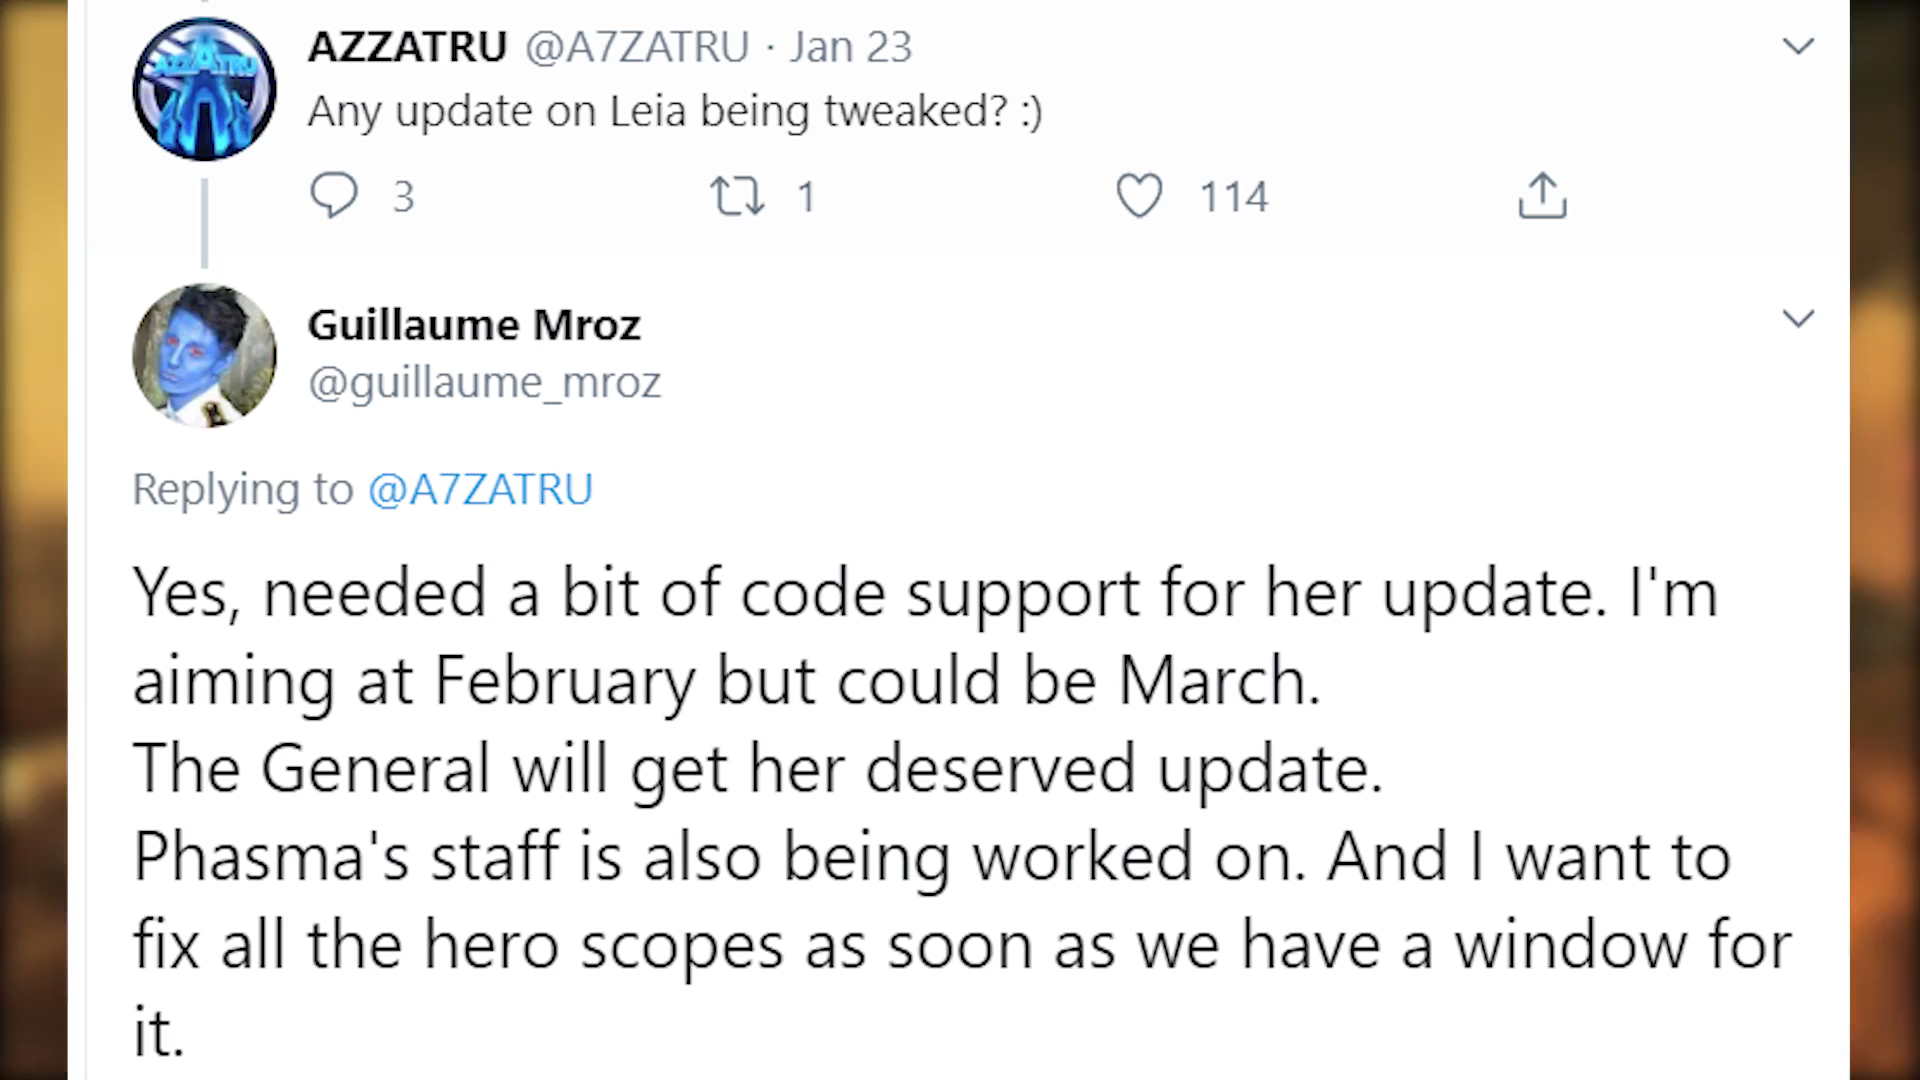 AZZATRU @A7ZATRU · Jan 23
Any update on Leia being tweaked? :)
3 1 114
Guillaume Mroz
@guillaume_mroz
Replying to @A7ZATRU
Yes, needed a bit of code support for her update. I'm
aiming at February but could be March.
The General will get her deserved update.
Phasma's staff is also being worked on. And I want to
fix all the hero scopes as soon as we have a window for
it.